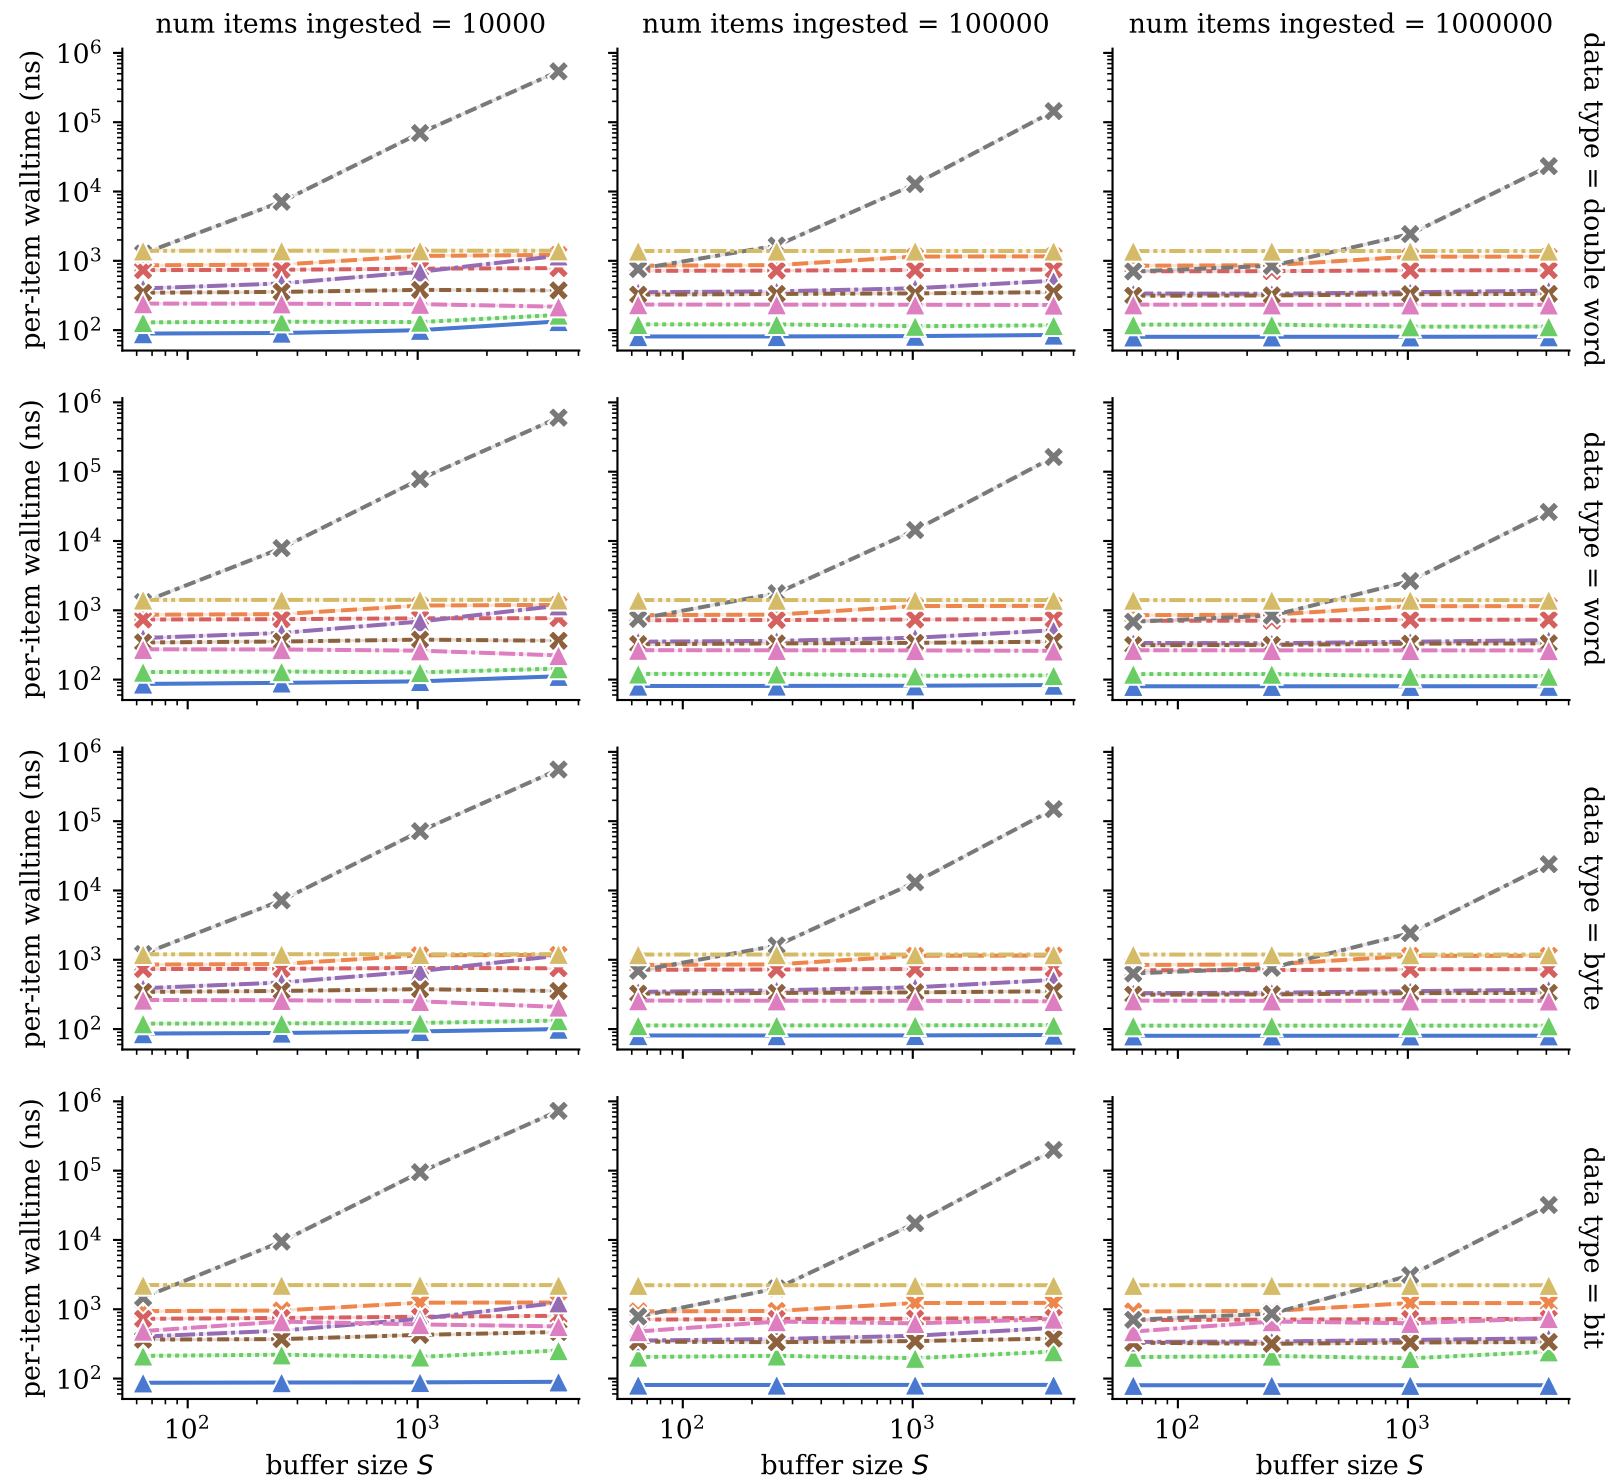 num items ingested = 10000
num items ingested = 100000
num items ingested = 1000000
per-item walltime (ns)
10⁶
10⁵
10⁴
10³
10²
data type = double word
per-item walltime (ns)
10⁶
10⁵
10⁴
10³
10²
data type = word
per-item walltime (ns)
10⁶
10⁵
10⁴
10³
10²
data type = byte
per-item walltime (ns)
10⁶
10⁵
10⁴
10³
10²
data type = bit
10² 10³
10² 10³
10² 10³
buffer size S
buffer size S
buffer size S